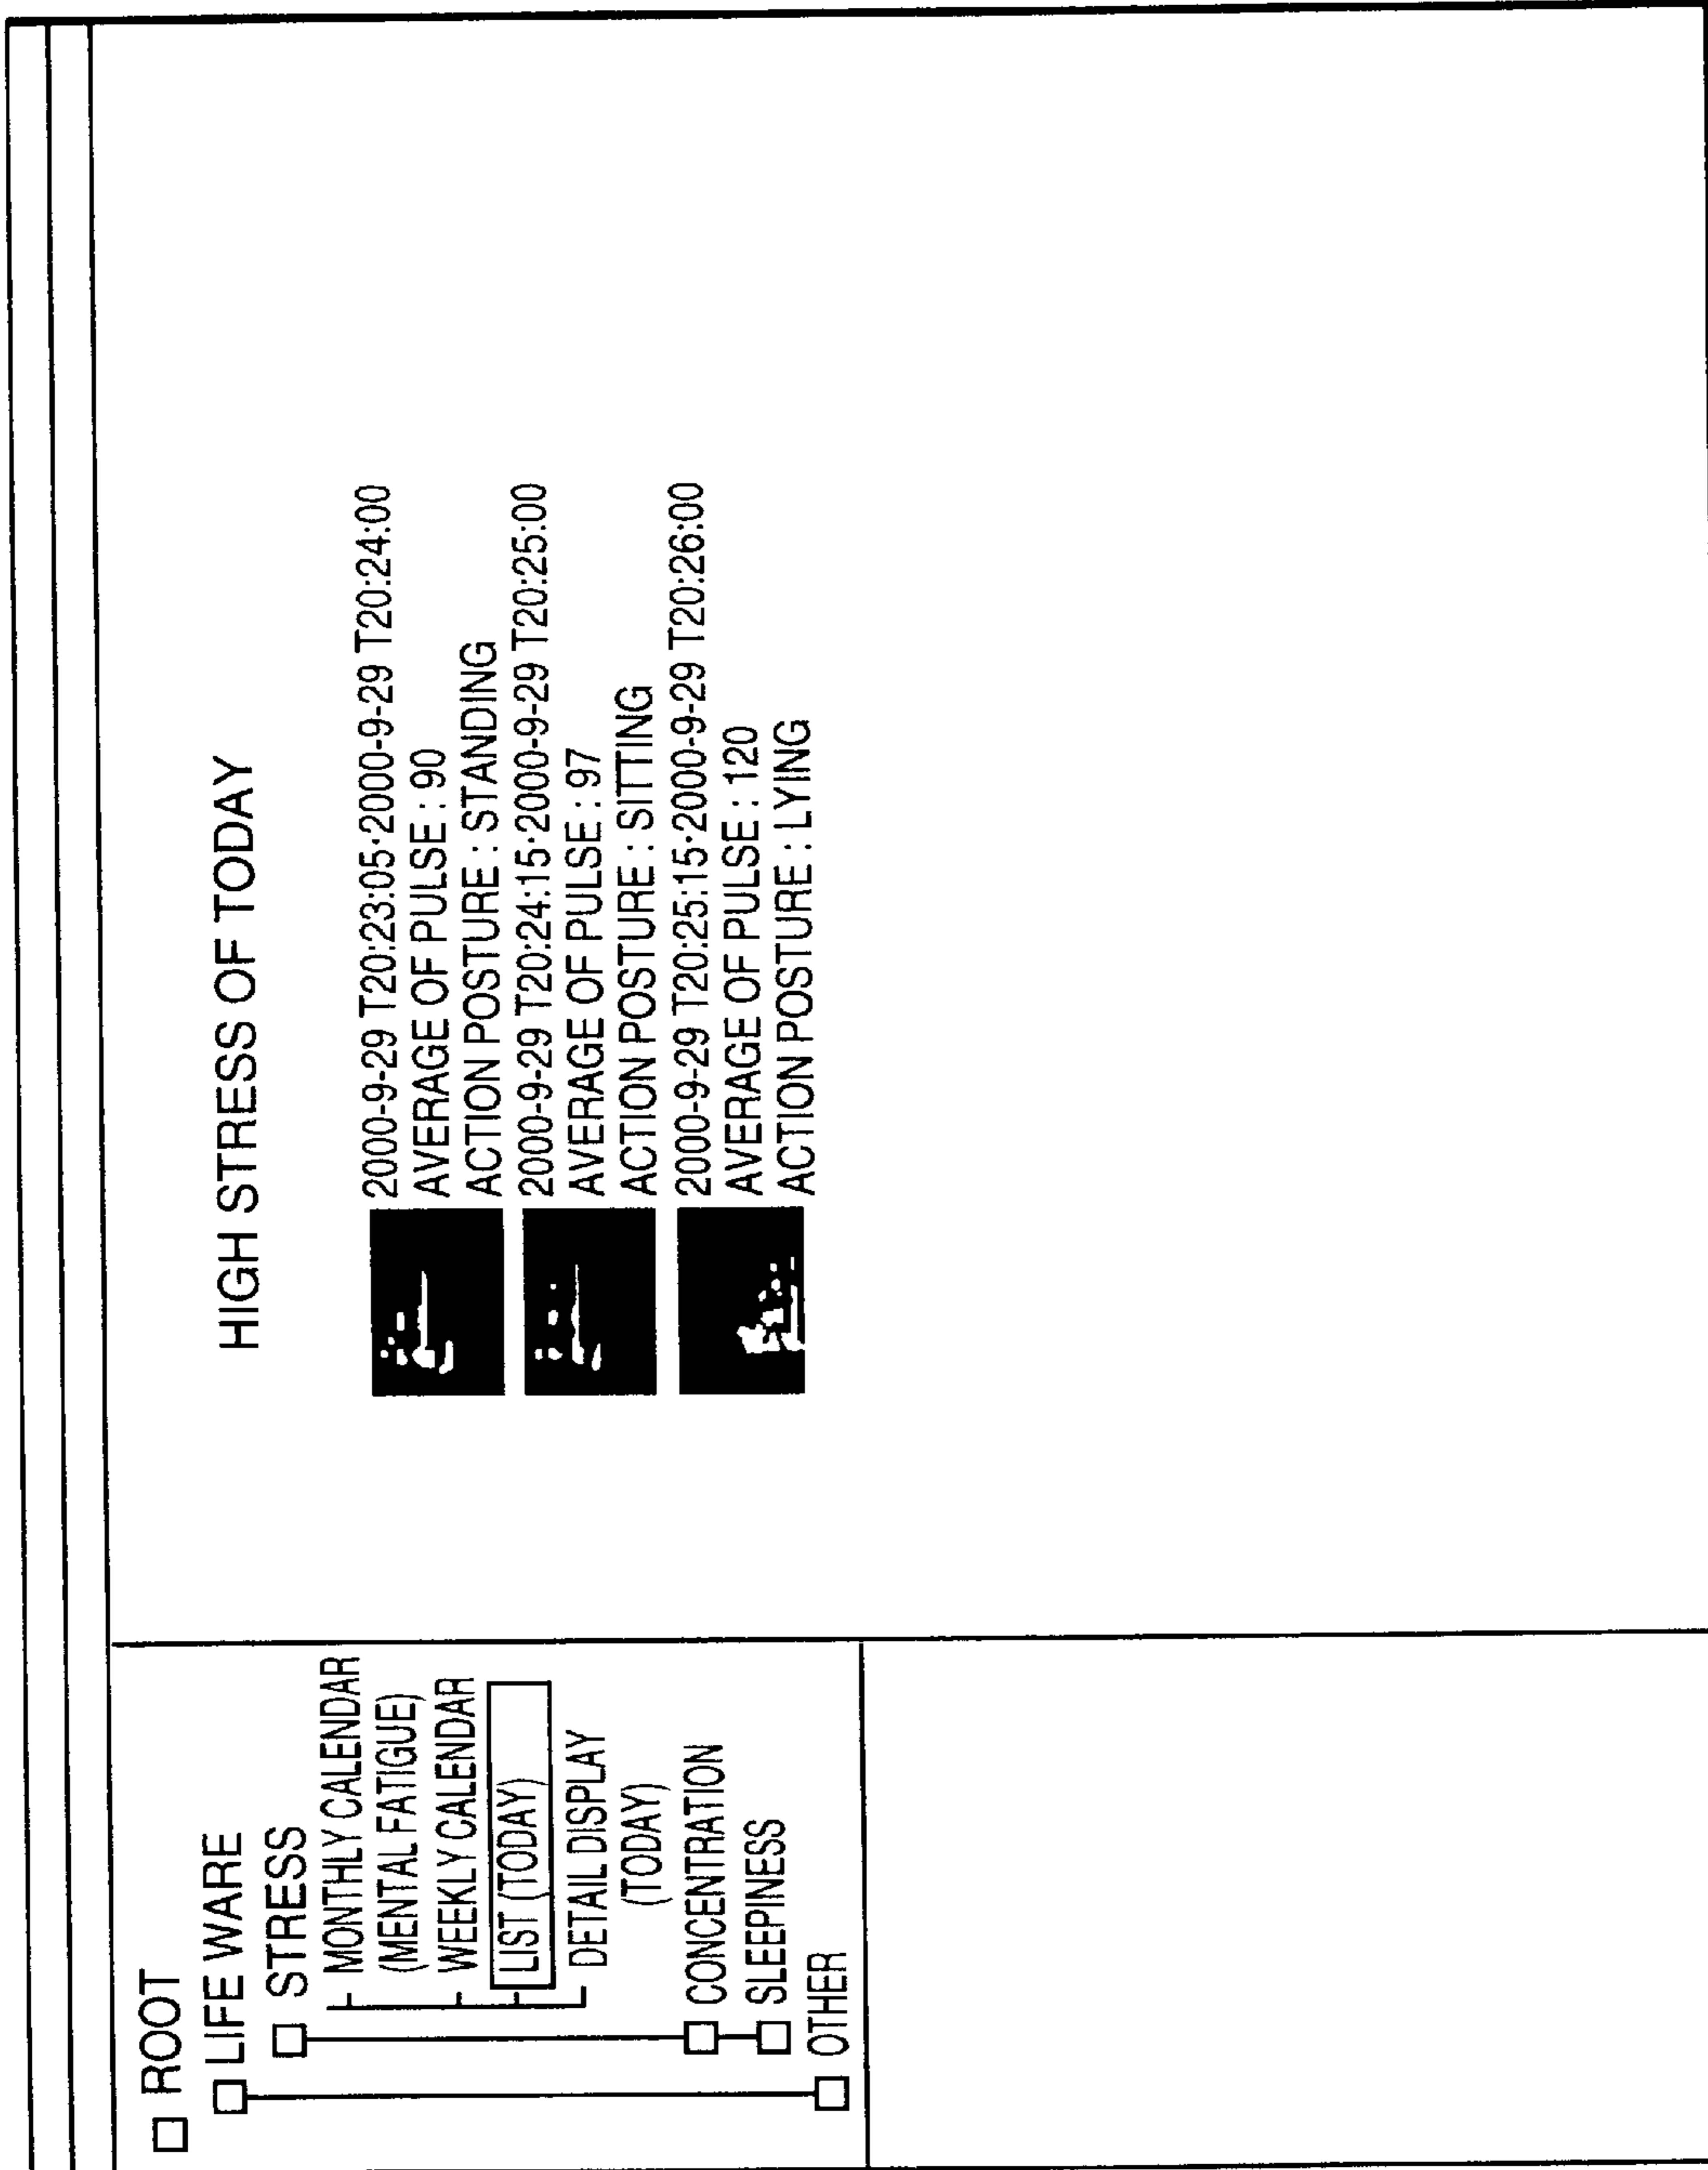 ROOT
LIFE WARE
STRESS
MONTHLY CALENDAR
(MENTAL FATIGUE)
WEEKLY CALENDAR
LIST (TODAY)
DETAIL DISPLAY
(TODAY)
CONCENTRATION
SLEEPINESS
OTHER
HIGH STRESS OF TODAY
2000-9-29 T20:23:05·2000-9-29 T20:24:00
AVERAGE OF PULSE : 90
ACTION POSTURE : STANDING
2000-9-29 T20:24:15·2000-9-29 T20:25:00
AVERAGE OF PULSE : 97
ACTION POSTURE : SITTING
2000-9-29 T20:25:15·2000-9-29 T20:26:00
AVERAGE OF PULSE : 120
ACTION POSTURE : LYING